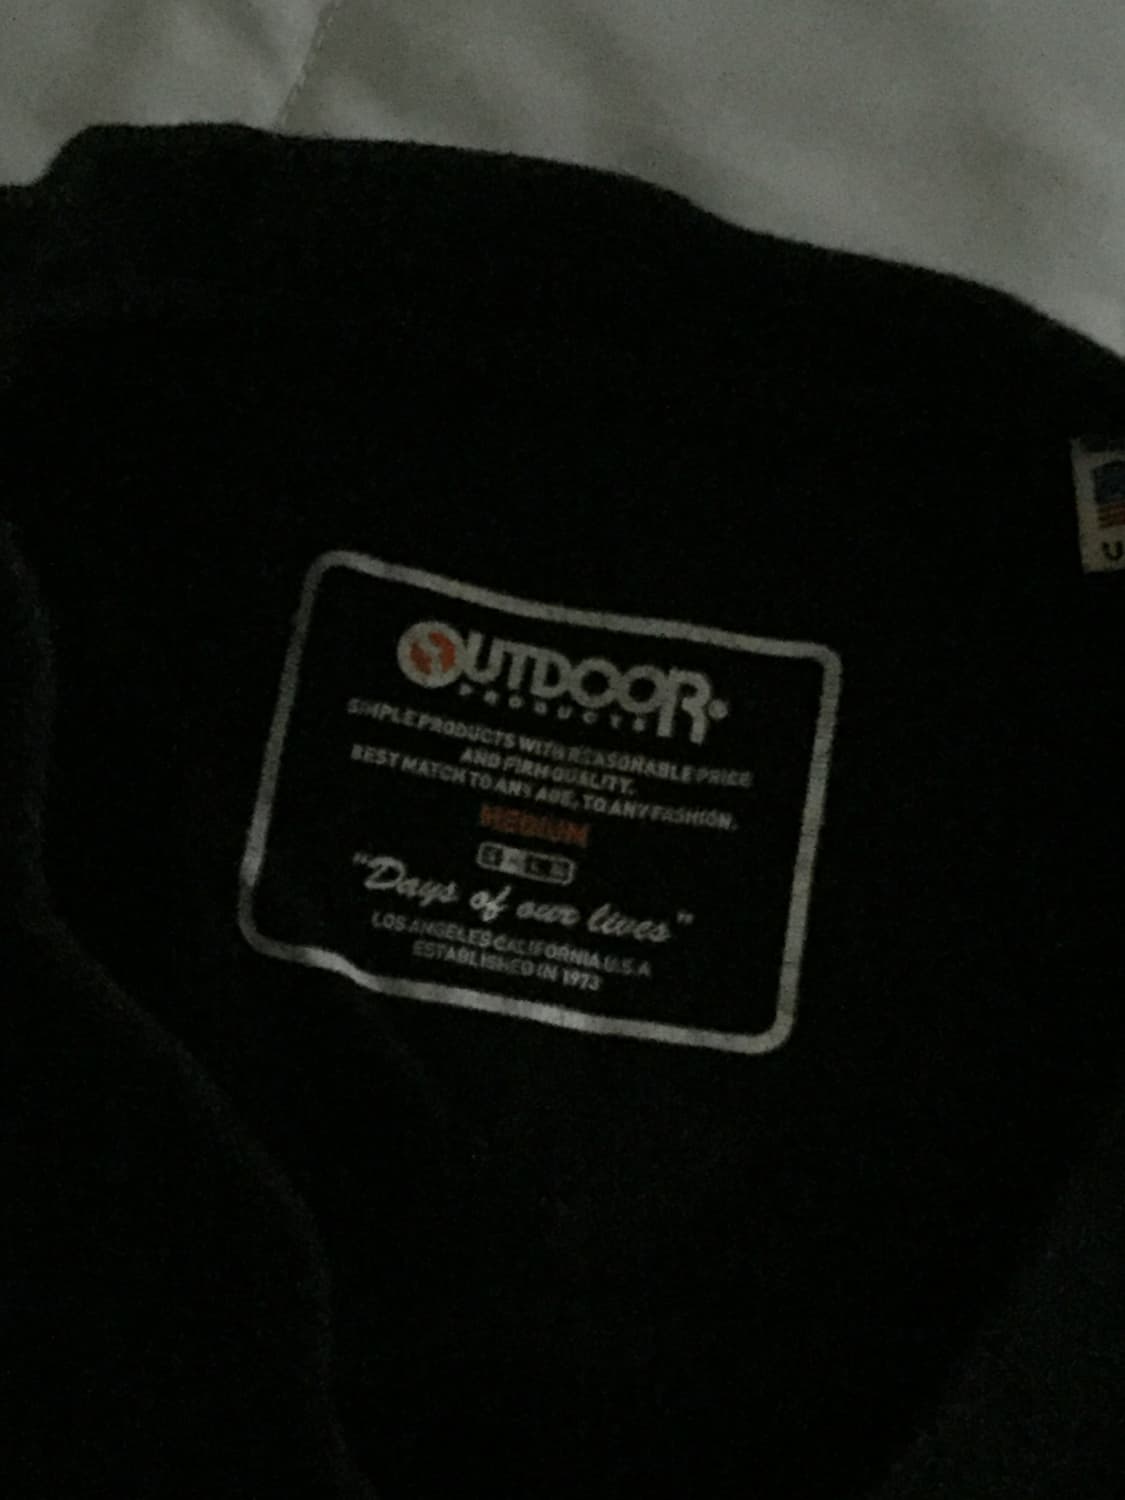 OUTDOOR
PRODUCTS
SIMPLE PRODUCTS WITH REASONABLE PRICE
AND FIRM QUALITY.
BEST MATCH TO ANY AGE, TO ANY FASHION.
MEDIUM
"Days of our lives"
LOS ANGELES CALIFORNIA U.S.A
ESTABLISHED IN 1973
U